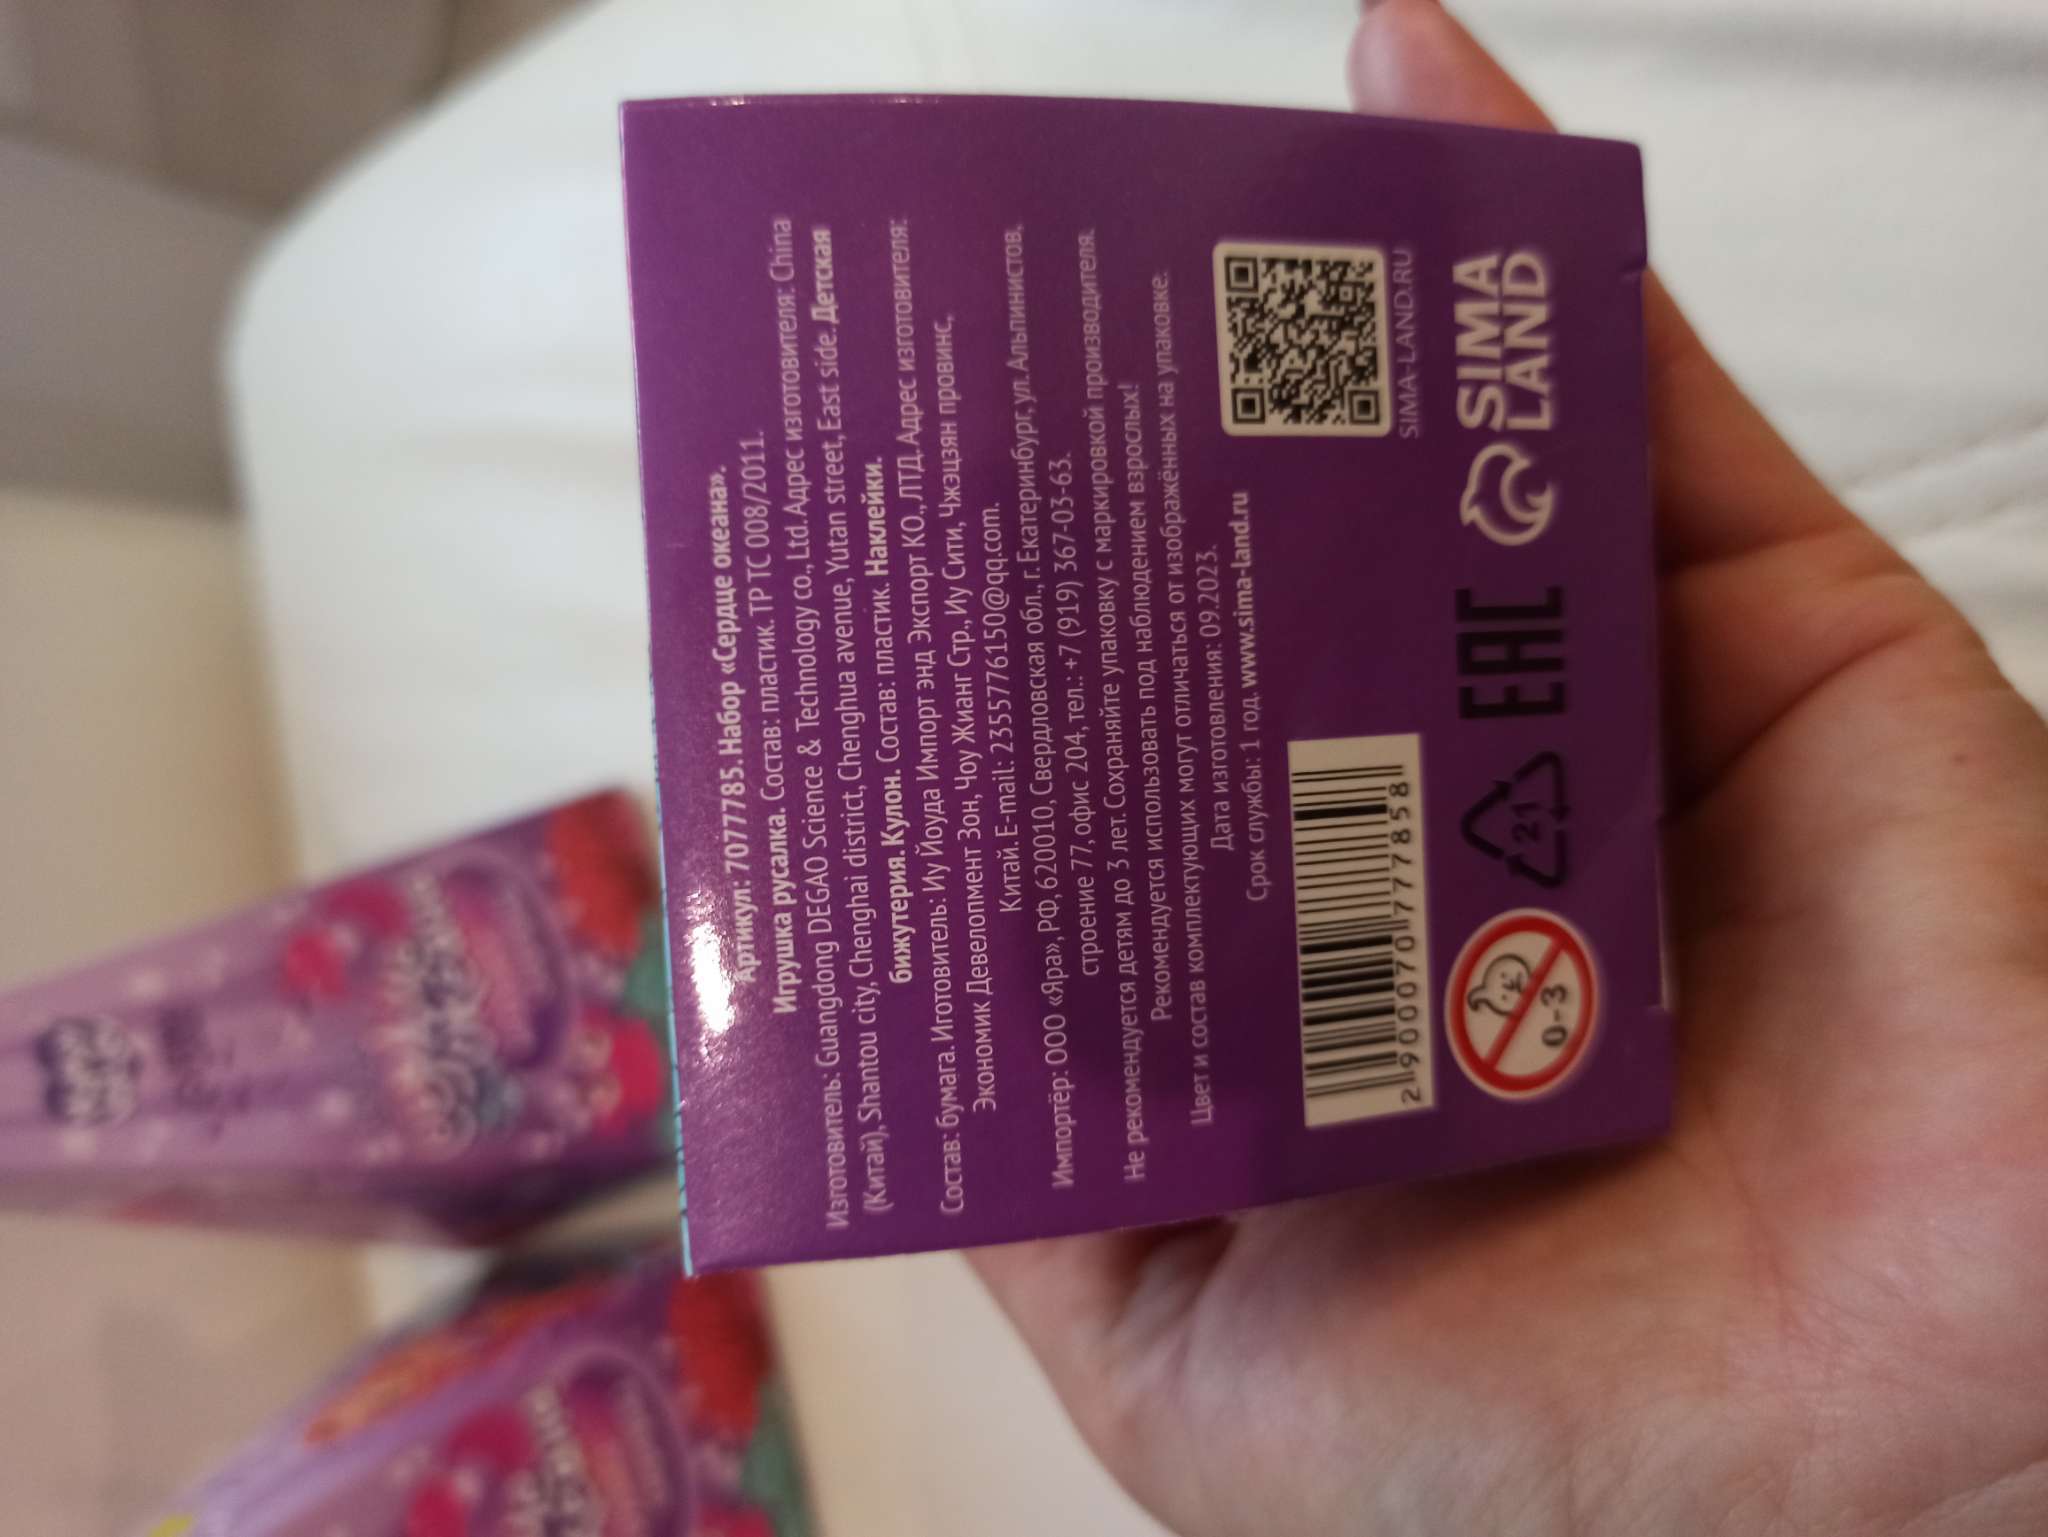 Артикул: 7077785. Набор «Сердце океана».
Игрушка русалка. Состав: пластик. ТР ТС 008/2011.
Изготовитель: Guangdong DEGAO Science & Technology co., Ltd. Адрес изготовителя: China
(Китай), Shantou city, Chenghai district, Chenghua avenue, Yutan street, East side. Детская
бижутерия. Кулон. Состав: пластик. Наклейки.
Состав: бумага. Иготовитель: Иу Йоуда Импорт энд Экспорт КО., ЛТД. Адрес изготовителя:
Экономик Девелопмент Зон, Чоу Жианг Стр., Иу Сити, Чжэцзян провинс,
Китай. E-mail: 2355776150@qq.com.
Импортёр: ООО «Яра», РФ, 620010, Свердловская обл., г. Екатеринбург, ул. Альпинистов,
строение 77, офис 204, тел.: +7 (919) 367-03-63.
Не рекомендуется детям до 3 лет. Сохраняйте упаковку с маркировкой производителя.
Рекомендуется использовать под наблюдением взрослых!
Цвет и состав комплектующих могут отличаться от изображённых на упаковке.
Дата изготовления: 09.2023.
Срок службы: 1 год. www.sima-land.ru
SIMA-LAND.RU
2 900070 777858
0-3
21
EAC
SIMA
LAND